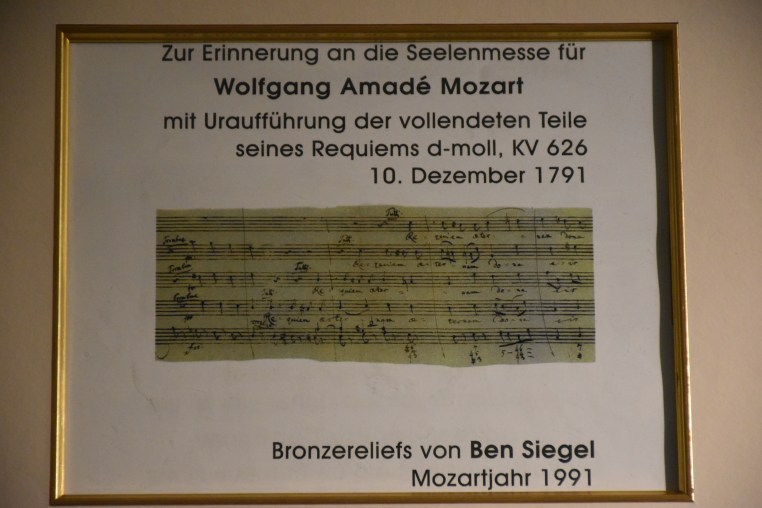 Zur Erinnerung an die Seelenmesse für
Wolfgang Amadé Mozart
mit Uraufführung der vollendeten Teile
seines Requiems d-moll, KV 626
10. Dezember 1791
Bronzereliefs von Ben Siegel
Mozartjahr 1991